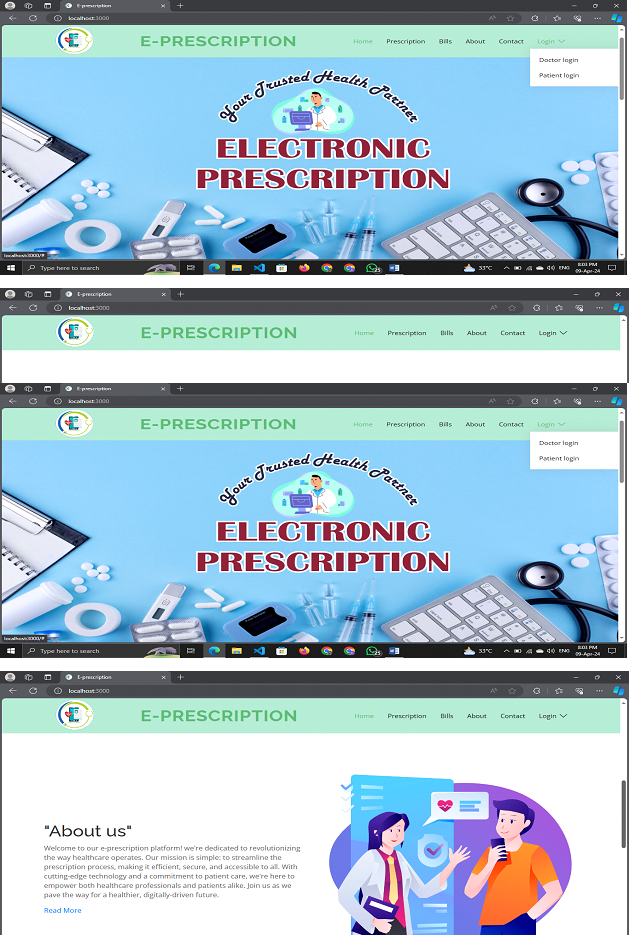 E-prescription
localhost:3000
E-PRESCRIPTION
Home Prescription Bills About Contact Login
Doctor login
Patient login
Your Trusted Health Partner
ELECTRONIC
PRESCRIPTION
localhost:3000/#
Type here to search
33°C ENG 8:03 PM
09-Apr-24
E-prescription
localhost:3000
E-PRESCRIPTION
Home Prescription Bills About Contact Login
E-prescription
localhost:3000
E-PRESCRIPTION
Home Prescription Bills About Contact Login
Doctor login
Patient login
Your Trusted Health Partner
ELECTRONIC
PRESCRIPTION
localhost:3000/#
Type here to search
33°C ENG 8:03 PM
09-Apr-24
E-prescription
localhost:3000
E-PRESCRIPTION
Home Prescription Bills About Contact Login
"About us"
Welcome to our e-prescription platform! we're dedicated to revolutionizing
the way healthcare operates. Our mission is simple: to streamline the
prescription process, making it efficient, secure, and accessible to all. With
cutting-edge technology and a commitment to patient care, we're here to
empower both healthcare professionals and patients alike. Join us as we
pave the way for a healthier, digitally-driven future.
Read More